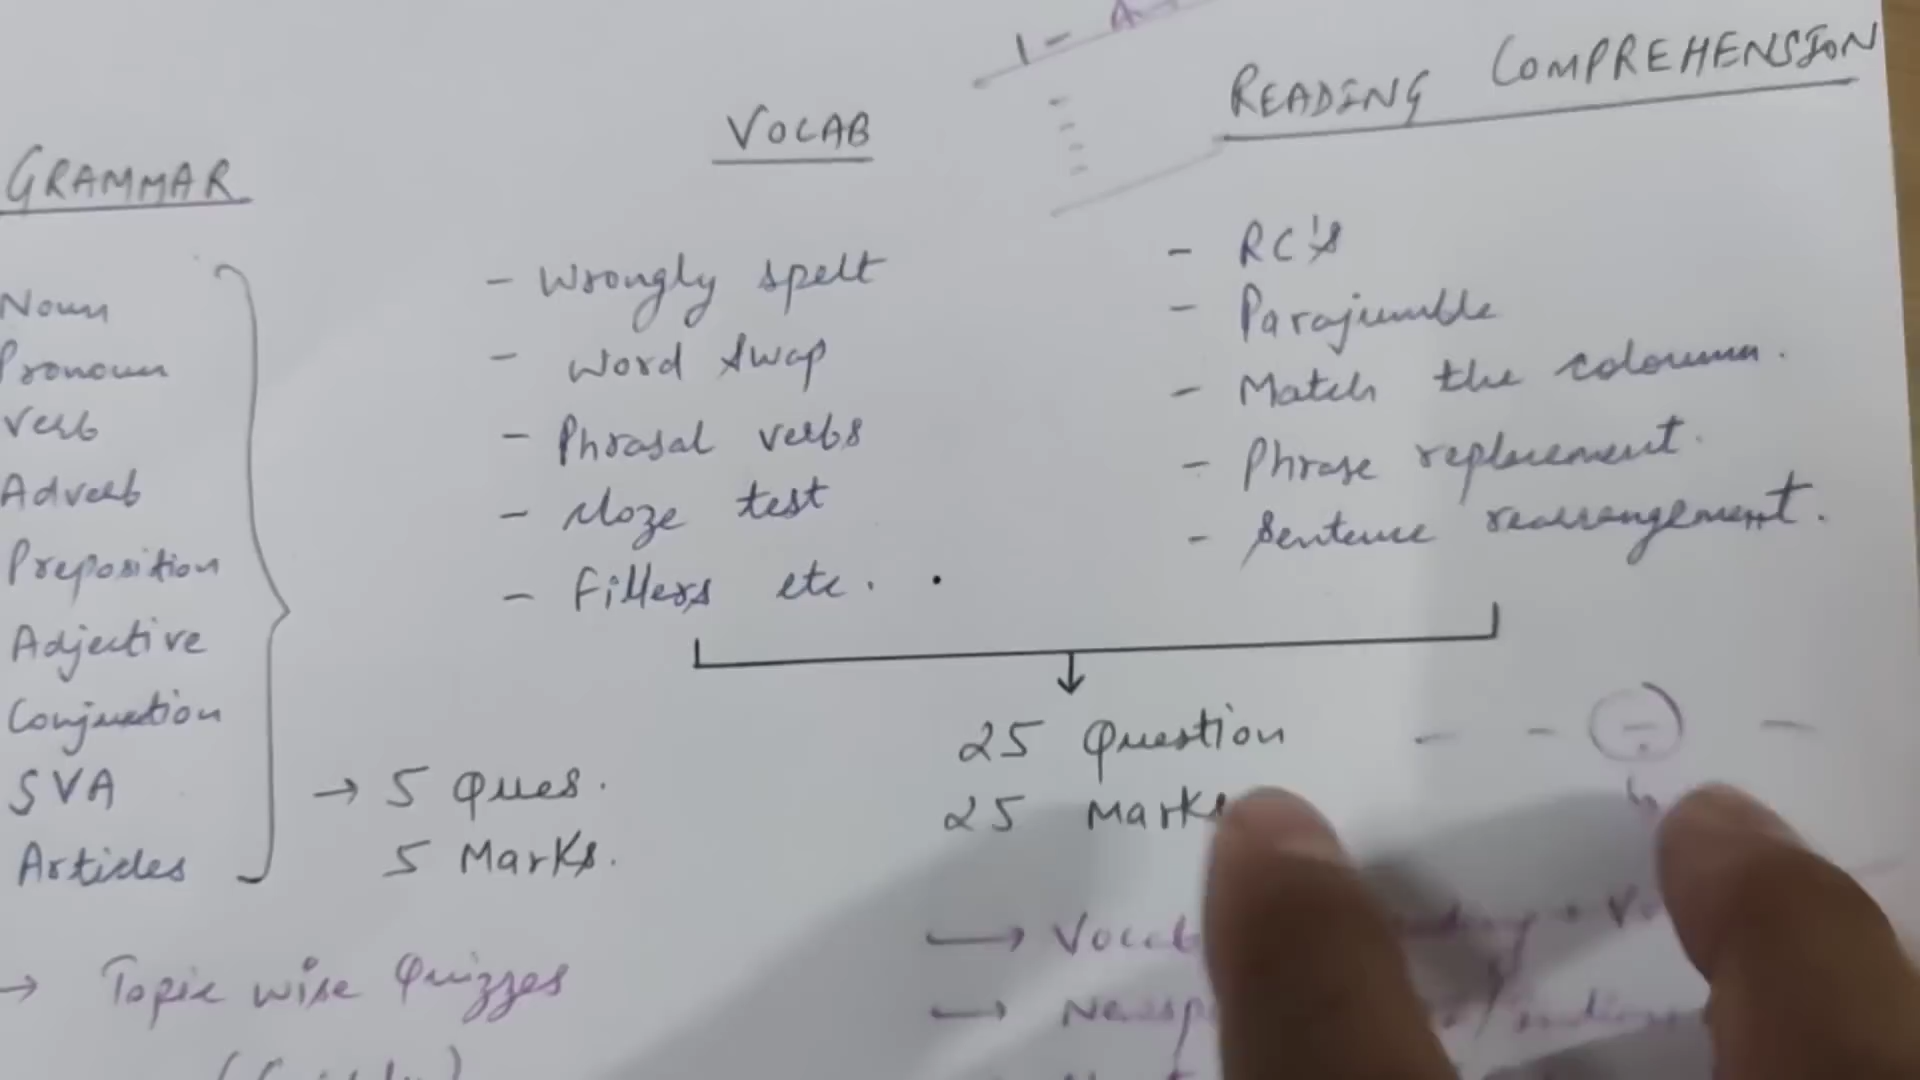 1 - A
GRAMMAR
Noun
Pronoun
Verb
Adverb
Preposition
Adjective
Conjunction
SVA
Articles
→ 5 Ques.
5 Marks.
→ Topic wise Quizzes
VOCAB
- Wrongly spelt
- Word swap
- Phrasal verbs
- Cloze test
- Fillers etc.
READING COMPREHENSION
- RC's
- Parajumble
- Match the coloumn.
- Phrase replacement.
- Sentence rearrangement.
25 Question
25 Marks
→ Vocab